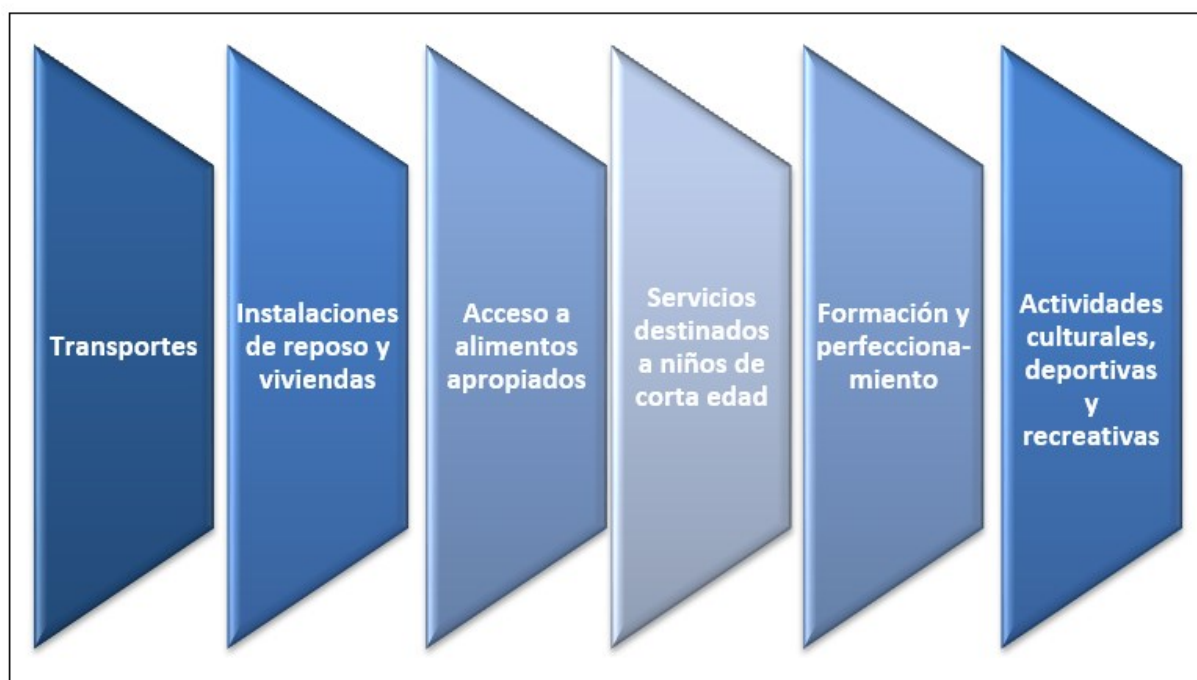 Transportes
Instalaciones
de reposo y
viviendas
Acceso a
alimentos
apropiados
Servicios
destinados
a niños de
corta edad
Formación y
perfecciona-
miento
Actividades
culturales,
deportivas
y
recreativas